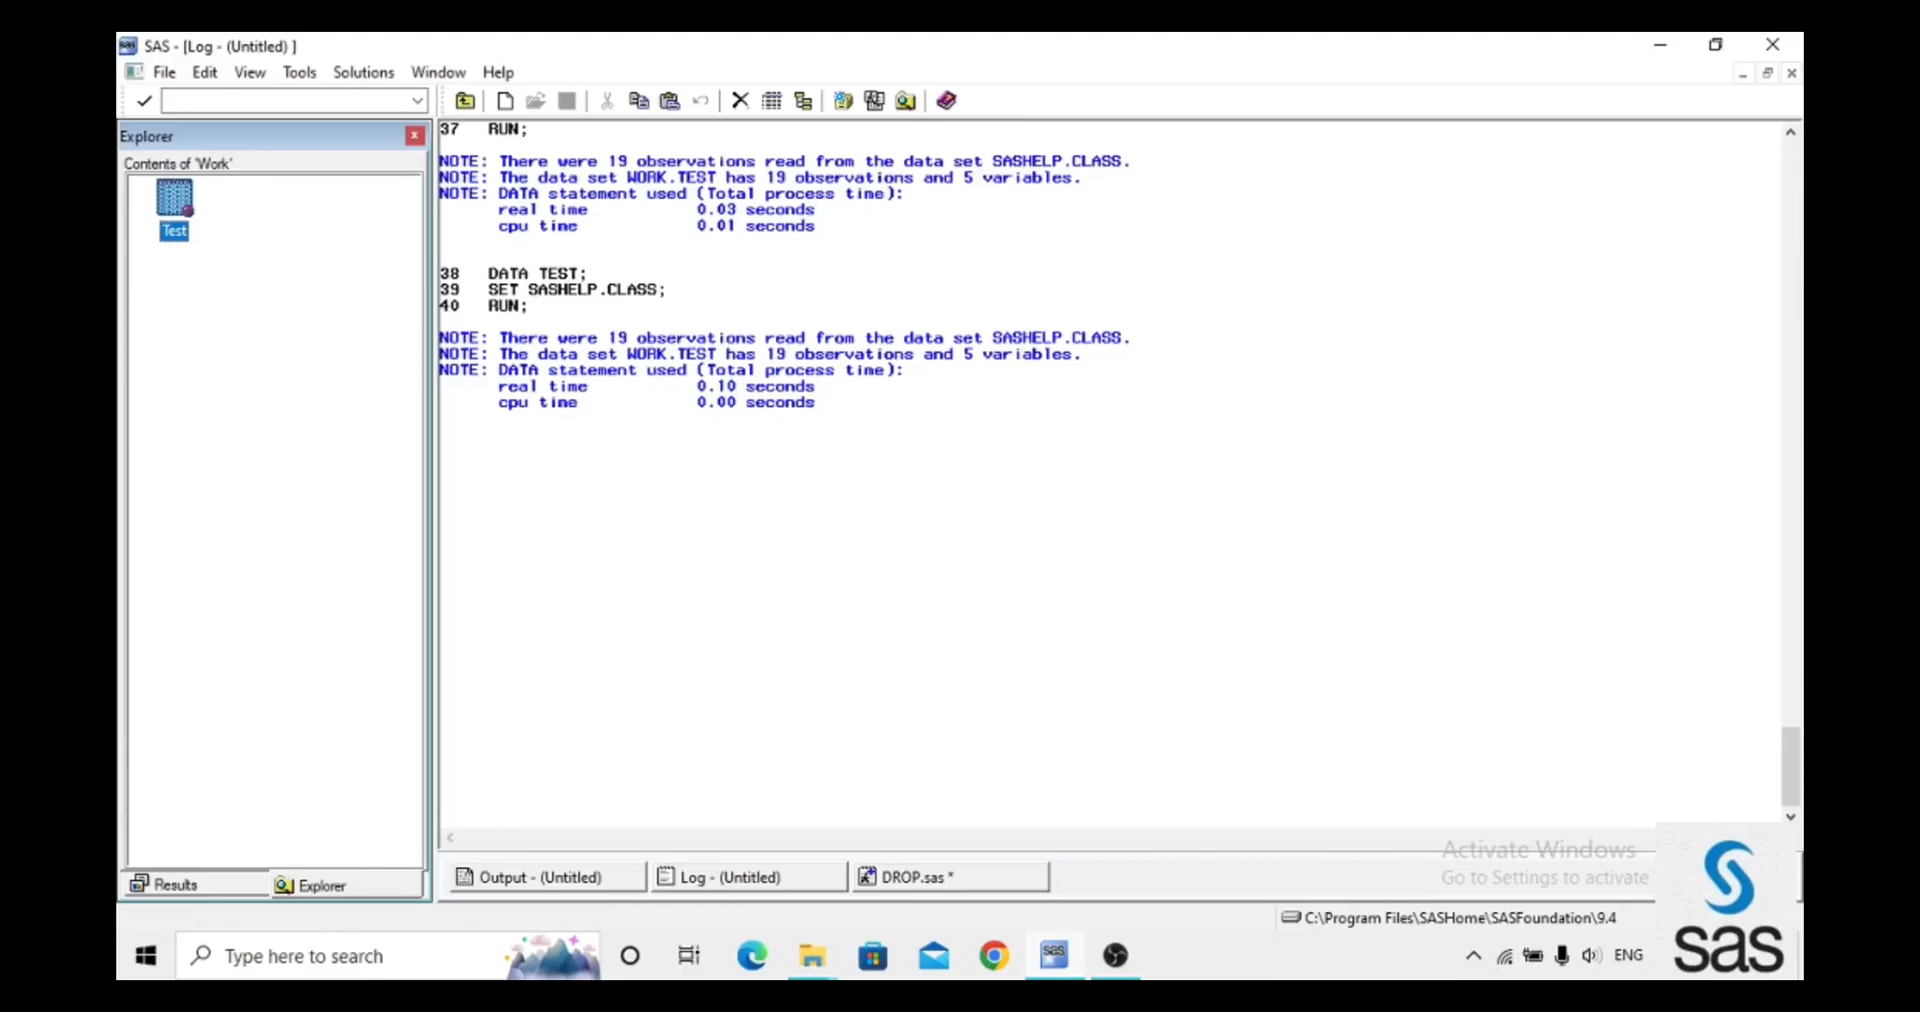 SAS - [Log - (Untitled) ]
File Edit View Tools Solutions Window Help
Explorer
Contents of 'Work'
Test
37 RUN;
NOTE: There were 19 observations read from the data set SASHELP.CLASS.
NOTE: The data set WORK.TEST has 19 observations and 5 variables.
NOTE: DATA statement used (Total process time):
real time 0.03 seconds
cpu time 0.01 seconds
38 DATA TEST;
39 SET SASHELP.CLASS;
40 RUN;
NOTE: There were 19 observations read from the data set SASHELP.CLASS.
NOTE: The data set WORK.TEST has 19 observations and 5 variables.
NOTE: DATA statement used (Total process time):
real time 0.10 seconds
cpu time 0.00 seconds
Results Explorer
Output - (Untitled) Log - (Untitled) DROP.sas *
Activate Windows
Go to Settings to activate
C:\Program Files\SASHome\SASFoundation\9.4
Type here to search
sas
ENG
sas